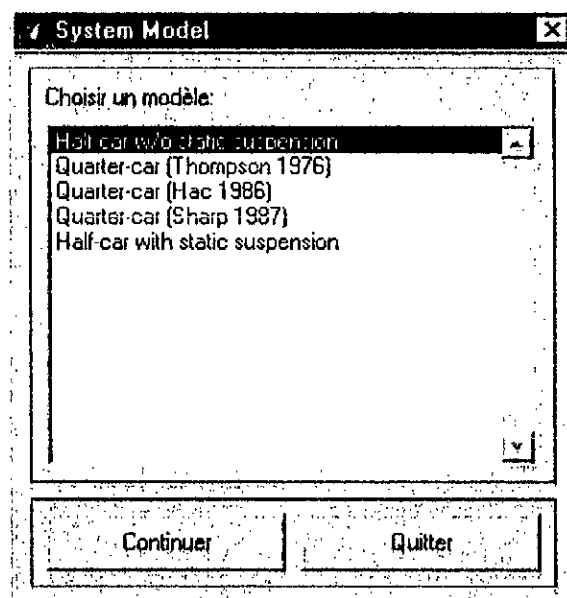 System Model
Choisir un modèle:
Half-car w/o static suspension
Quarter-car (Thompson 1976)
Quarter-car (Hac 1986)
Quarter-car (Sharp 1987)
Half-car with static suspension
Continuer
Quitter